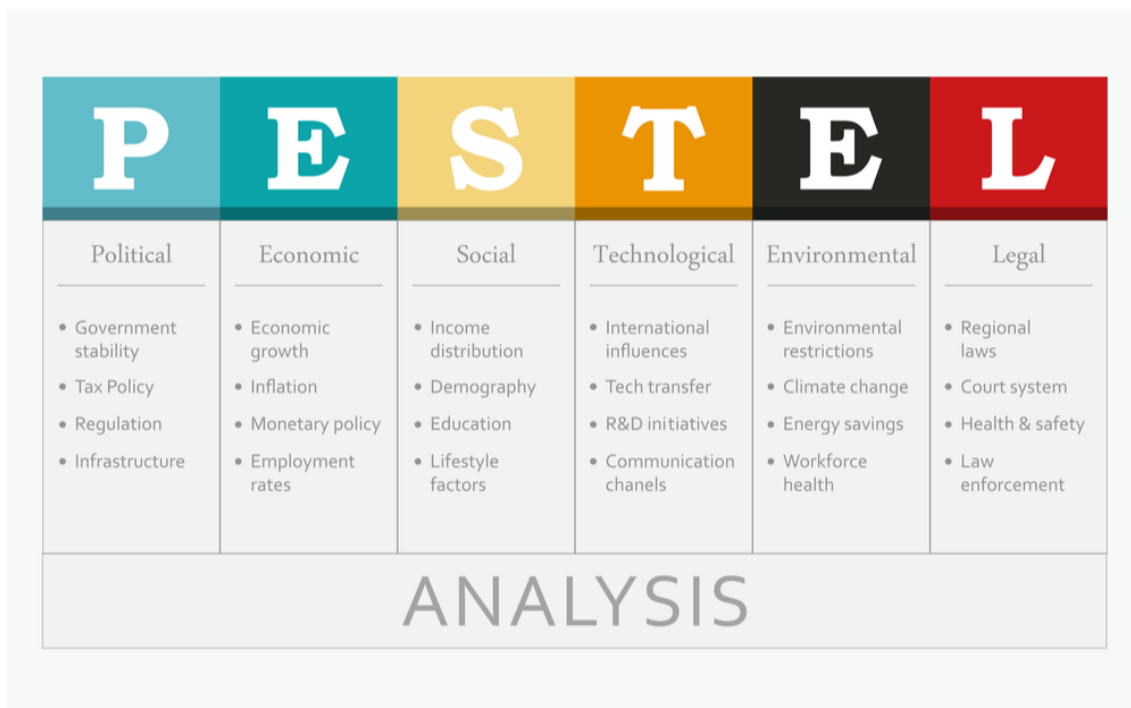 P E S T E L
Political
• Government
stability
• Tax Policy
• Regulation
• Infrastructure
Economic
• Economic
growth
• Inflation
• Monetary policy
• Employment
rates
Social
• Income
distribution
• Demography
• Education
• Lifestyle
factors
Technological
• International
influences
• Tech transfer
• R&D initiatives
• Communication
chanels
Environmental
• Environmental
restrictions
• Climate change
• Energy savings
• Workforce
health
Legal
• Regional
laws
• Court system
• Health & safety
• Law
enforcement
ANALYSIS